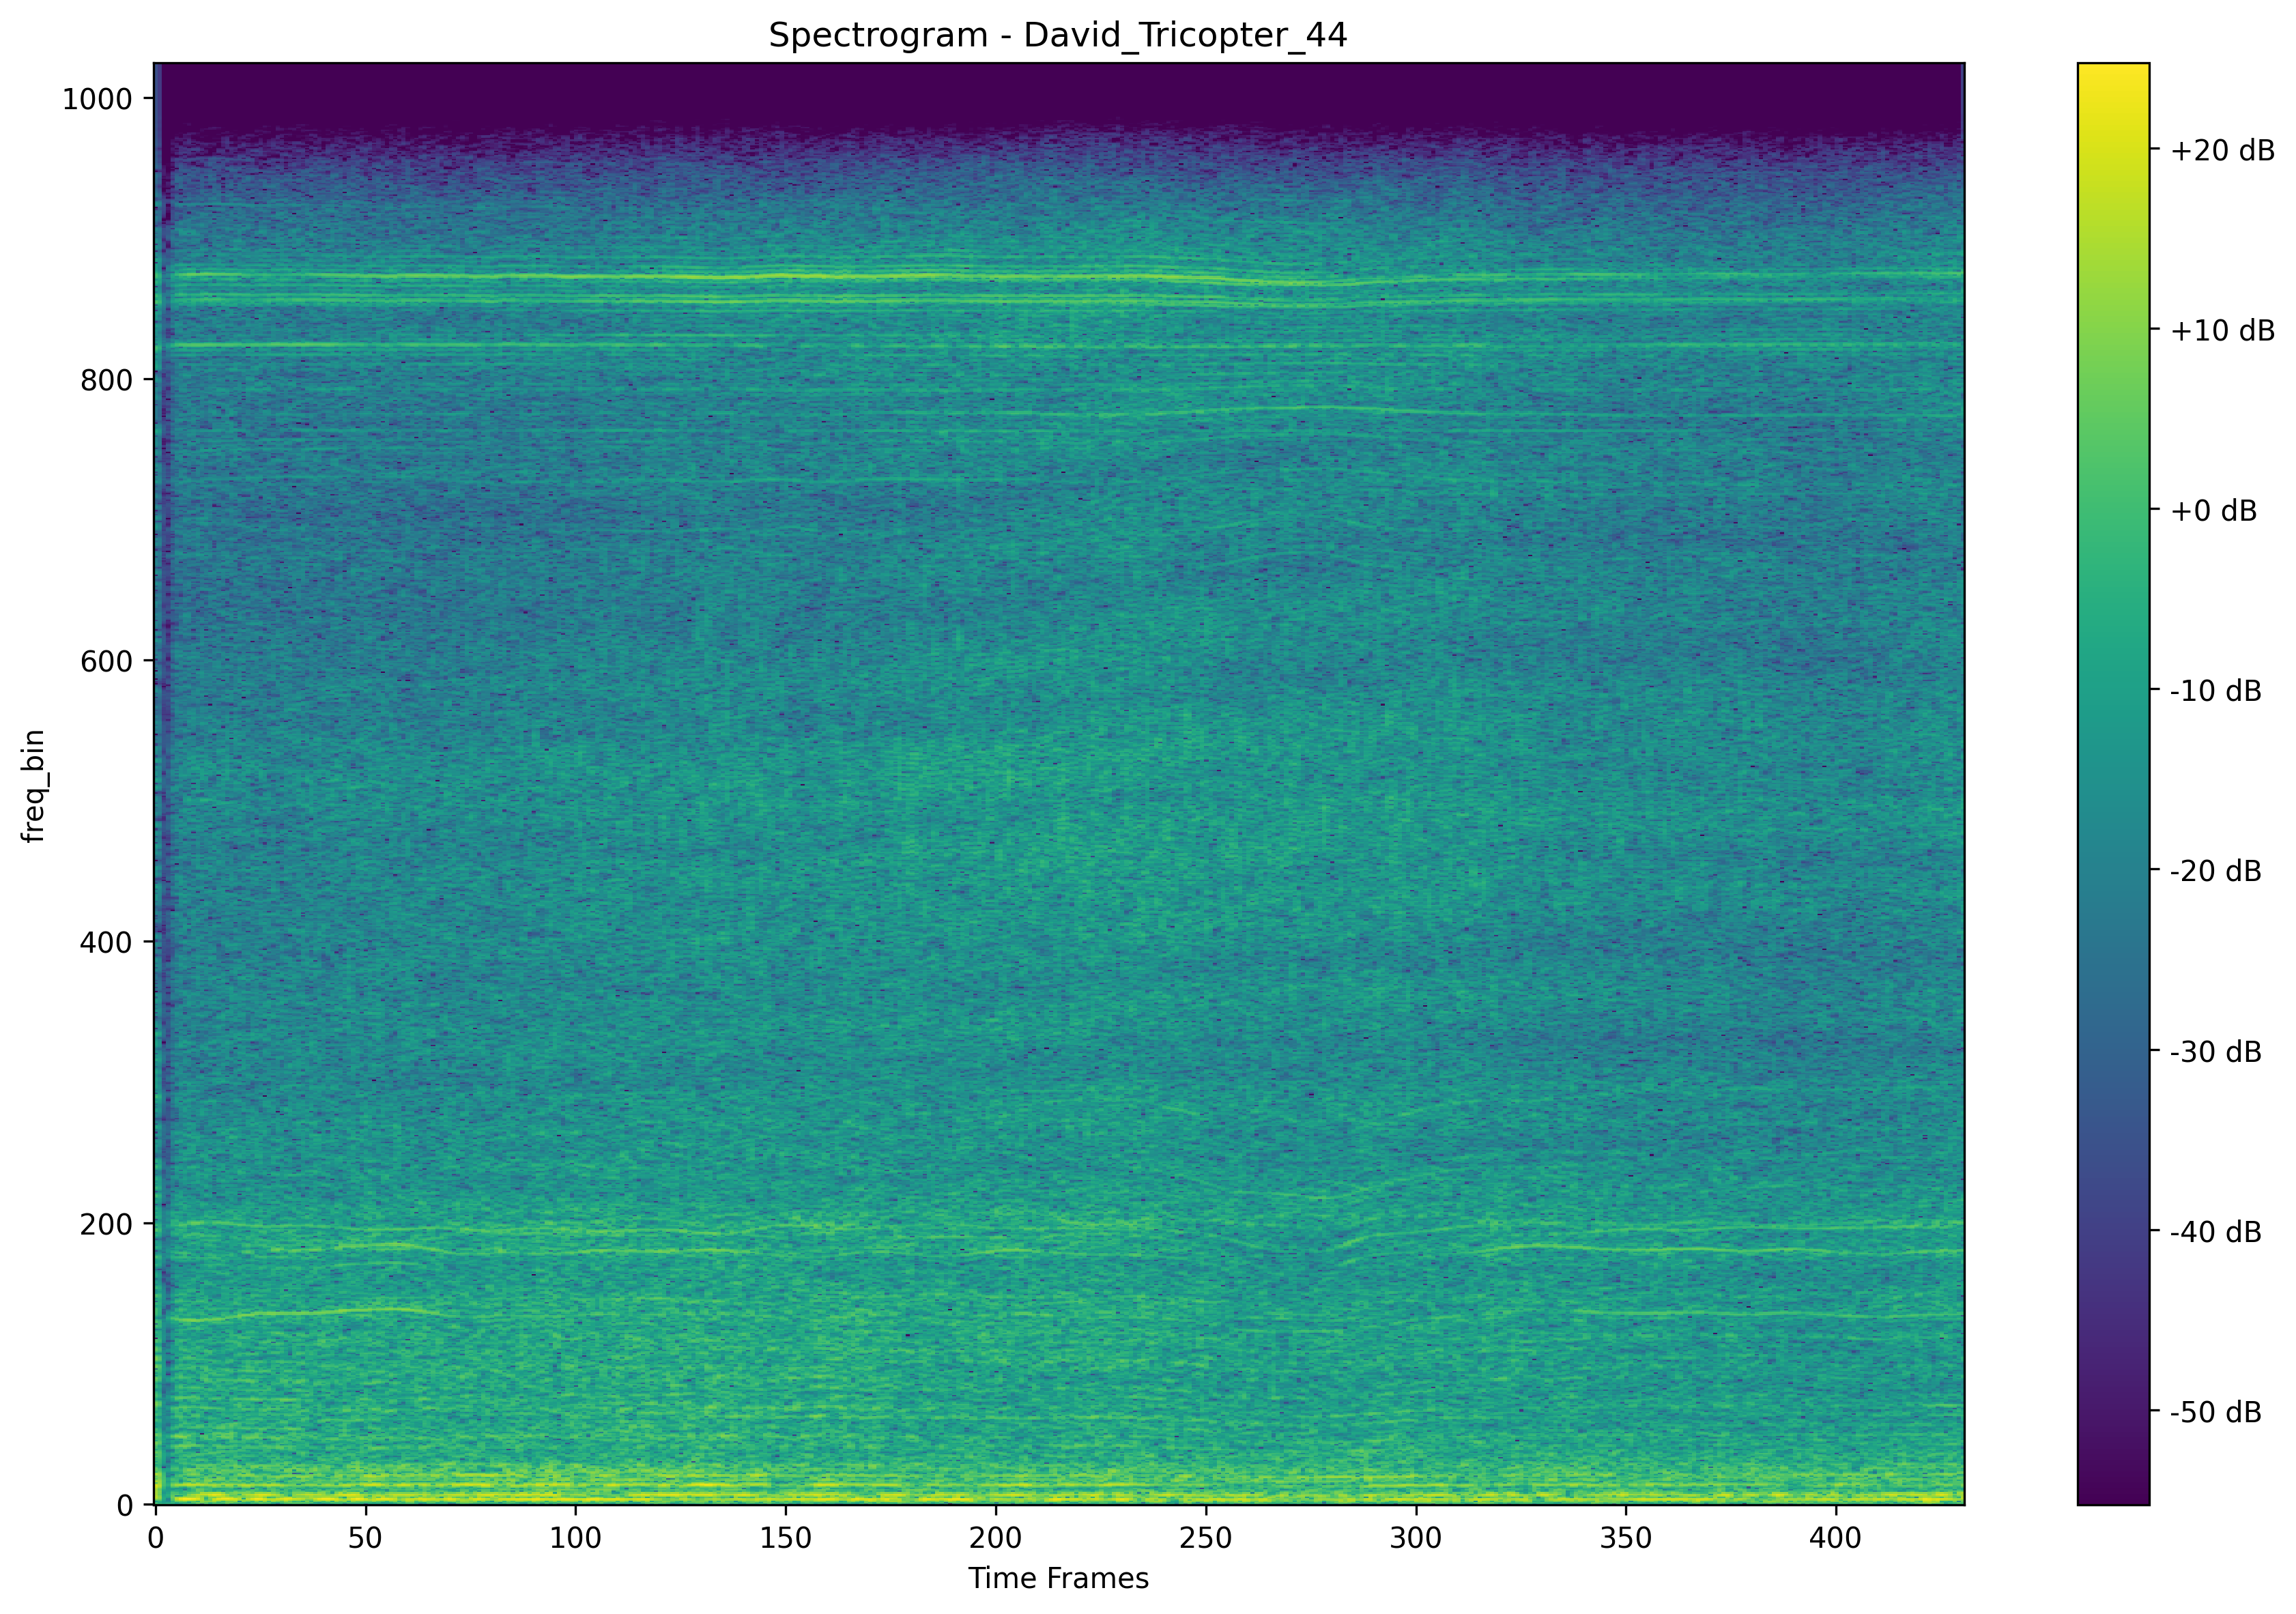 Spectrogram - David_Tricopter_44
1000
800
600
400
200
0
freq_bin
0 50 100 150 200 250 300 350 400
Time Frames
+20 dB
+10 dB
+0 dB
-10 dB
-20 dB
-30 dB
-40 dB
-50 dB